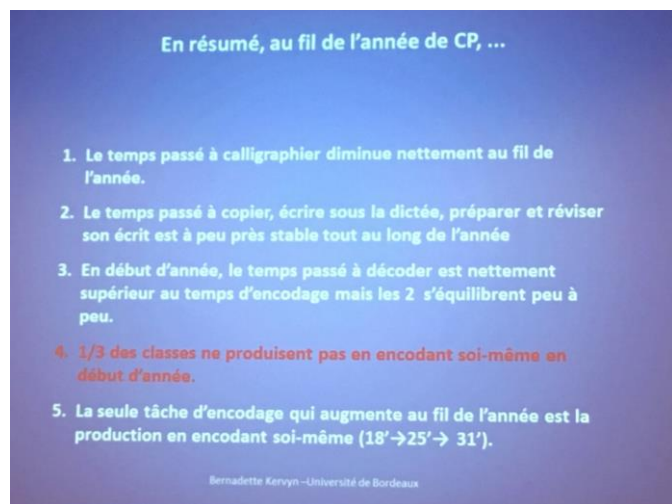 En résumé, au fil de l'année de CP, ...
1. Le temps passé à calligraphier diminue nettement au fil de
l'année.
2. Le temps passé à copier, écrire sous la dictée, préparer et réviser
son écrit est à peu près stable tout au long de l'année
3. En début d'année, le temps passé à décoder est nettement
supérieur au temps d'encodage mais les 2 s'équilibrent peu à
peu.
4. 1/3 des classes ne produisent pas en encodant soi-même en
début d'année.
5. La seule tâche d'encodage qui augmente au fil de l'année est la
production en encodant soi-même (18'→25'→ 31').
Bernadette Kervyn –Université de Bordeaux